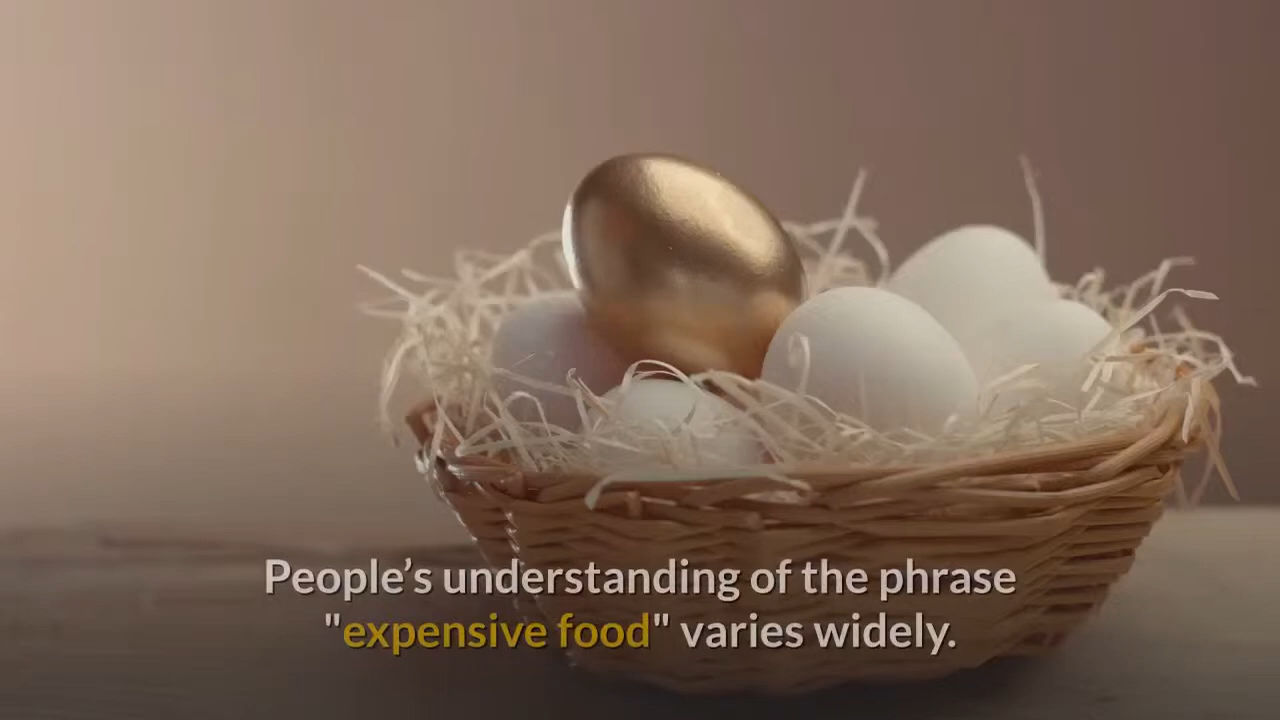 People’s understanding of the phrase
"expensive food" varies widely.